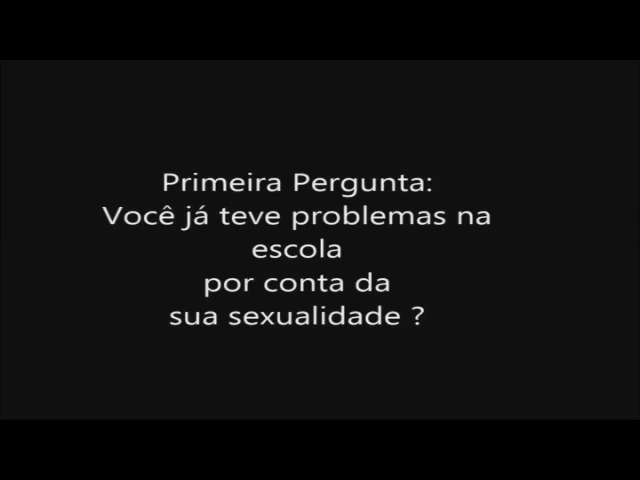 Primeira Pergunta:
Você já teve problemas na
escola
por conta da
sua sexualidade ?